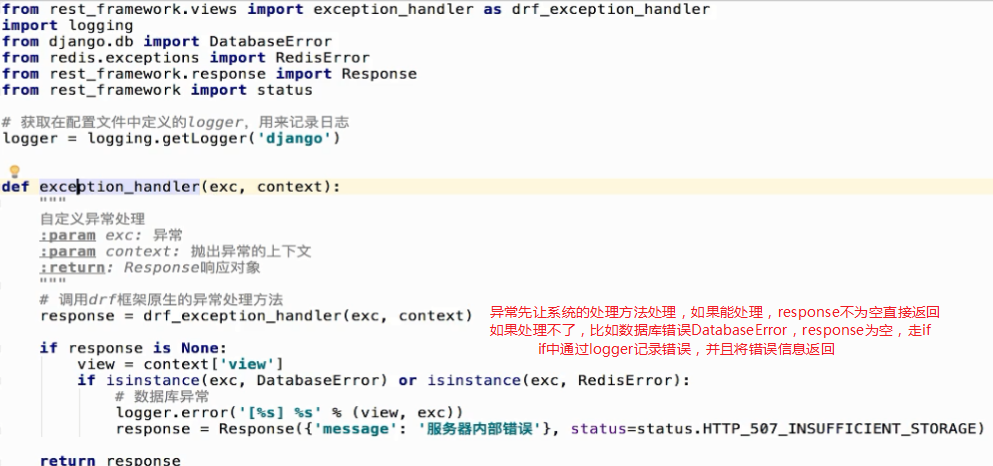 from rest_framework.views import exception_handler as drf_exception_handler
import logging
from django.db import DatabaseError
from redis.exceptions import RedisError
from rest_framework.response import Response
from rest_framework import status
# 获取在配置文件中定义的logger，用来记录日志
logger = logging.getLogger('django')
def exception_handler(exc, context):
"""
自定义异常处理
:param exc: 异常
:param context: 抛出异常的上下文
:return: Response响应对象
"""
# 调用drf框架原生的异常处理方法
response = drf_exception_handler(exc, context)
异常先让系统的处理方法处理，如果能处理，response不为空直接返回
如果处理不了，比如数据库错误DatabaseError，response为空，走if
if中通过logger记录错误，并且将错误信息返回
if response is None:
view = context['view']
if isinstance(exc, DatabaseError) or isinstance(exc, RedisError):
# 数据库异常
logger.error('[%s] %s' % (view, exc))
response = Response({'message': '服务器内部错误'}, status=status.HTTP_507_INSUFFICIENT_STORAGE)
return response